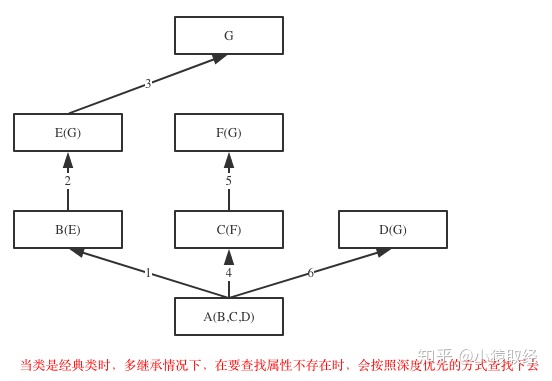 G
3
E(G)
F(G)
2
5
B(E)
C(F)
D(G)
1
4
6
A(B,C,D)
知乎 @小猿取经
当类是经典类时，多继承情况下，在要查找属性不存在时，会按照深度优先的方式查找下去